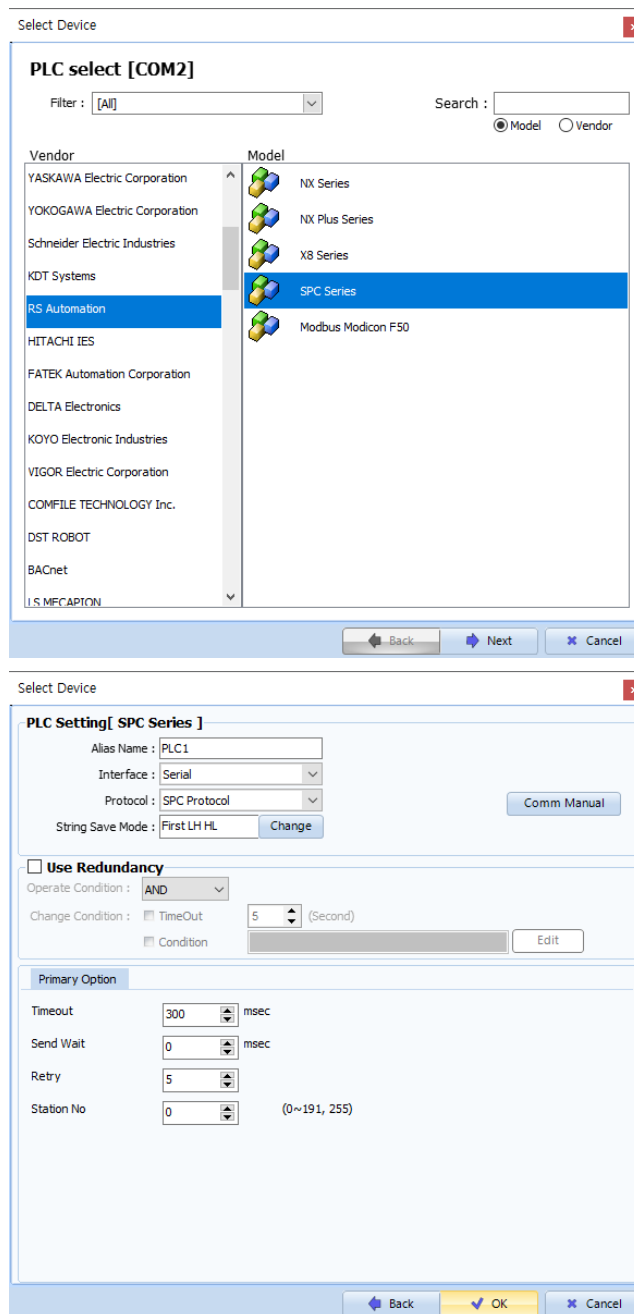 Select Device
PLC select [COM2]
Filter : [All] Search :
Model Vendor
Vendor Model
YASKAWA Electric Corporation
YOKOGAWA Electric Corporation
Schneider Electric Industries
KDT Systems
RS Automation
HITACHI IES
FATEK Automation Corporation
DELTA Electronics
KOYO Electronic Industries
VIGOR Electric Corporation
COMFILE TECHNOLOGY Inc.
DST ROBOT
BACnet
LS MECAPION
NX Series
NX Plus Series
X8 Series
SPC Series
Modbus Modicon F50
Back Next Cancel
Select Device
PLC Setting[ SPC Series ]
Alias Name : PLC1
Interface : Serial
Protocol : SPC Protocol Comm Manual
String Save Mode : First LH HL Change
Use Redundancy
Operate Condition : AND
Change Condition : TimeOut 5 (Second)
Condition Edit
Primary Option
Timeout 300 msec
Send Wait 0 msec
Retry 5
Station No 0 (0~191, 255)
Back OK Cancel